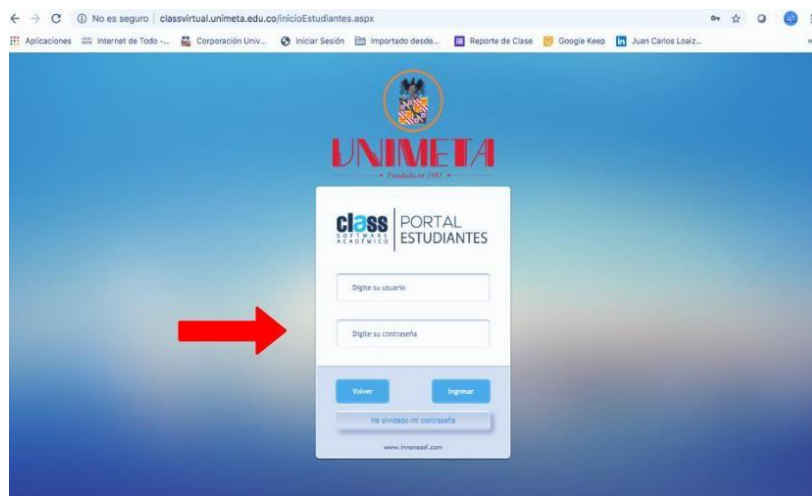 No es seguro | classvirtual.unimeta.edu.co/inicioEstudiantes.aspx
Aplicaciones Internet de Todo -... Corporación Univ... Iniciar Sesión Importado desde... Reporte de Clase Google Keep Juan Carlos Loaiz...
UNIMETA
• Fundado en 1985 •
class
SOFTWARE
ACADÉMICO
PORTAL
ESTUDIANTES
Digite su usuario
Digite su contraseña
Volver Ingresar
He olvidado mi contraseña
www.innovasof.com